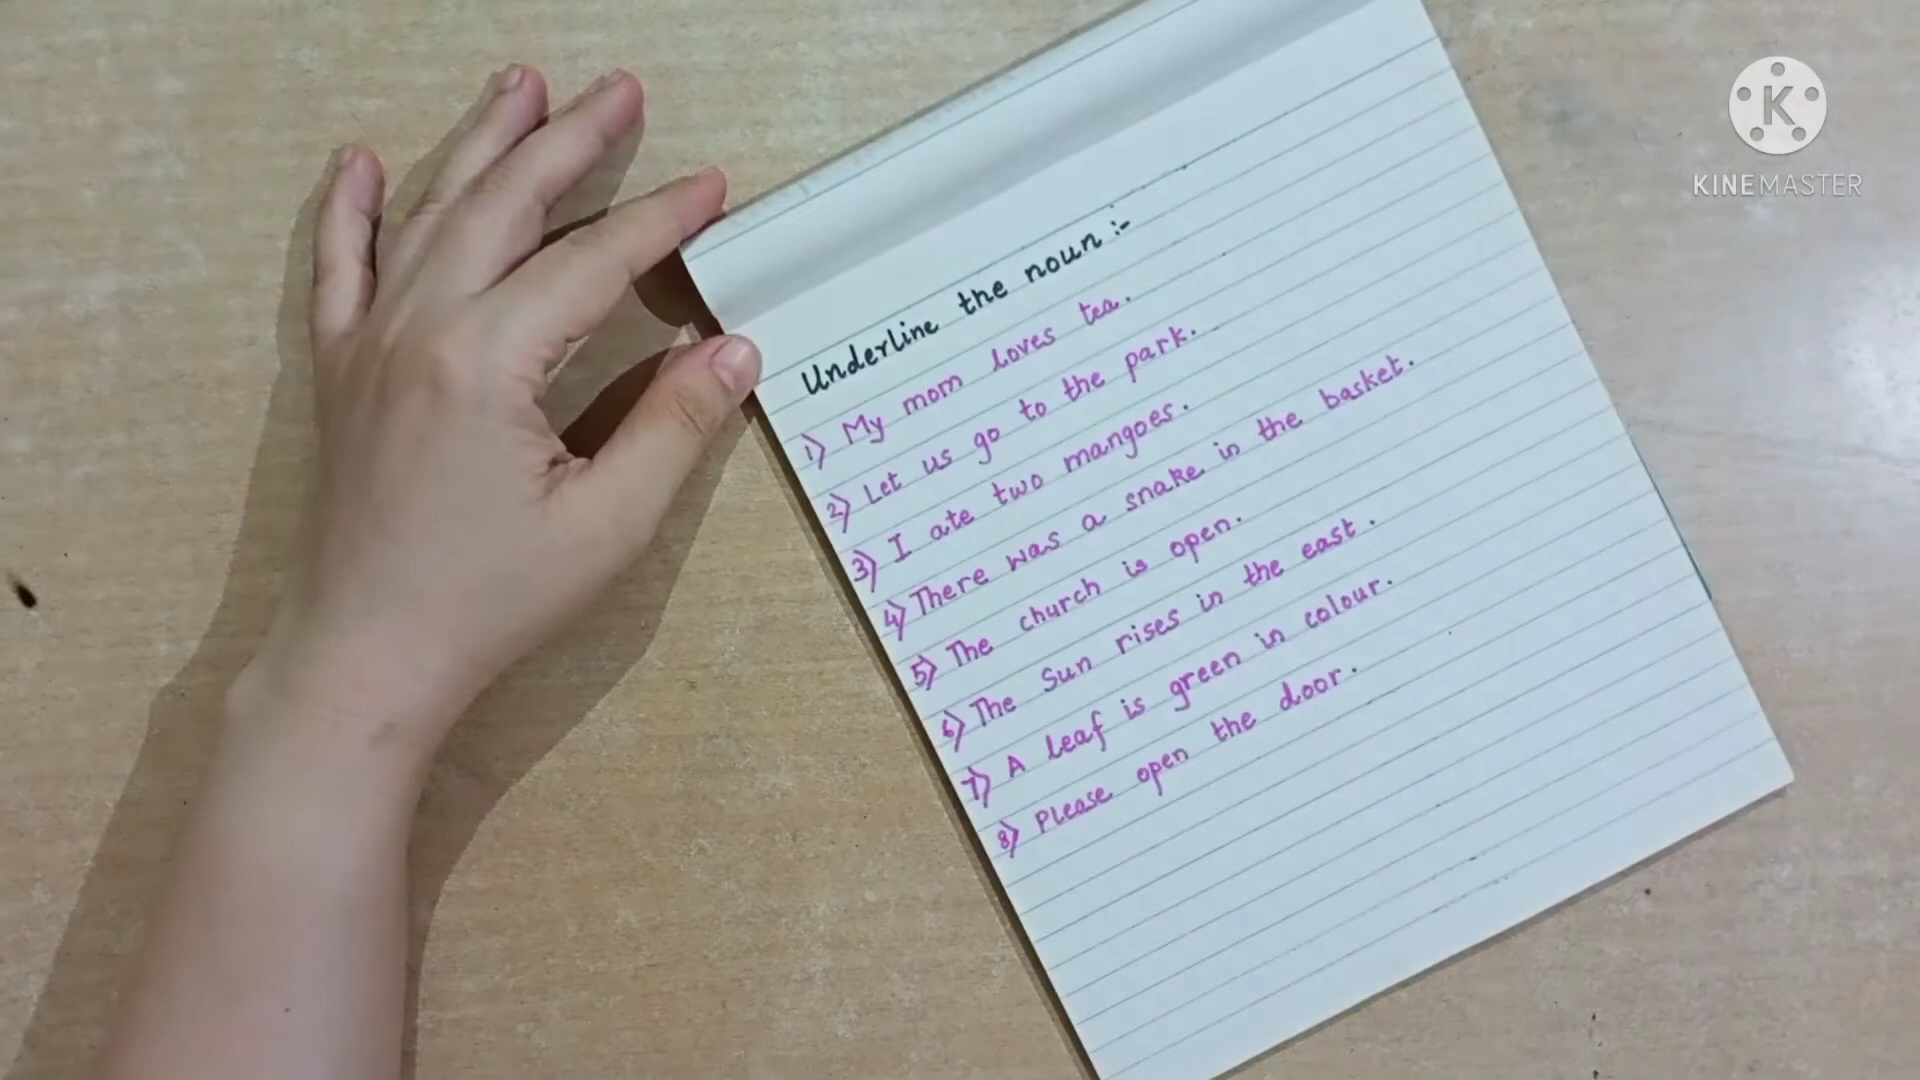 Underline the noun :-
1) My mom loves tea.
2) Let us go to the park.
3) I ate two mangoes.
4) There was a snake in the basket.
5) The church is open.
6) The Sun rises in the east.
7) A leaf is green in colour.
8) Please open the door.
K
KINEMASTER